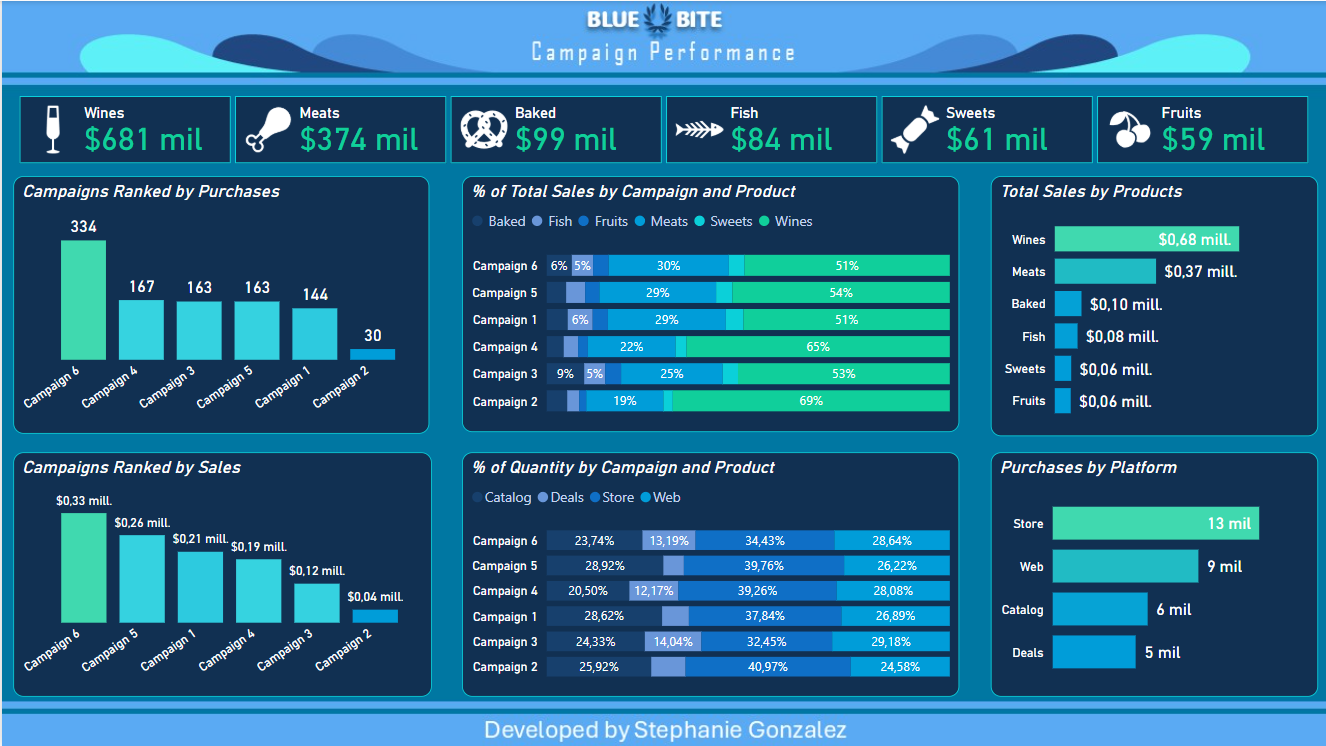 BLUE BITE
Campaign Performance
Wines
$681 mil
Meats
$374 mil
Baked
$99 mil
Fish
$84 mil
Sweets
$61 mil
Fruits
$59 mil
Campaigns Ranked by Purchases
334
167
163
163
144
30
Campaign 6
Campaign 4
Campaign 3
Campaign 5
Campaign 1
Campaign 2
% of Total Sales by Campaign and Product
Baked Fish Fruits Meats Sweets Wines
Campaign 6 6% 5% 30% 51%
Campaign 5 29% 54%
Campaign 1 6% 29% 51%
Campaign 4 22% 65%
Campaign 3 9% 5% 25% 53%
Campaign 2 19% 69%
Total Sales by Products
Wines $0,68 mill.
Meats $0,37 mill.
Baked $0,10 mill.
Fish $0,08 mill.
Sweets $0,06 mill.
Fruits $0,06 mill.
Campaigns Ranked by Sales
$0,33 mill.
$0,26 mill.
$0,21 mill.
$0,19 mill.
$0,12 mill.
$0,04 mill.
Campaign 6
Campaign 5
Campaign 1
Campaign 4
Campaign 3
Campaign 2
% of Quantity by Campaign and Product
Catalog Deals Store Web
Campaign 6 23,74% 13,19% 34,43% 28,64%
Campaign 5 28,92% 39,76% 26,22%
Campaign 4 20,50% 12,17% 39,26% 28,08%
Campaign 1 28,62% 37,84% 26,89%
Campaign 3 24,33% 14,04% 32,45% 29,18%
Campaign 2 25,92% 40,97% 24,58%
Purchases by Platform
Store 13 mil
Web 9 mil
Catalog 6 mil
Deals 5 mil
Developed by Stephanie Gonzalez